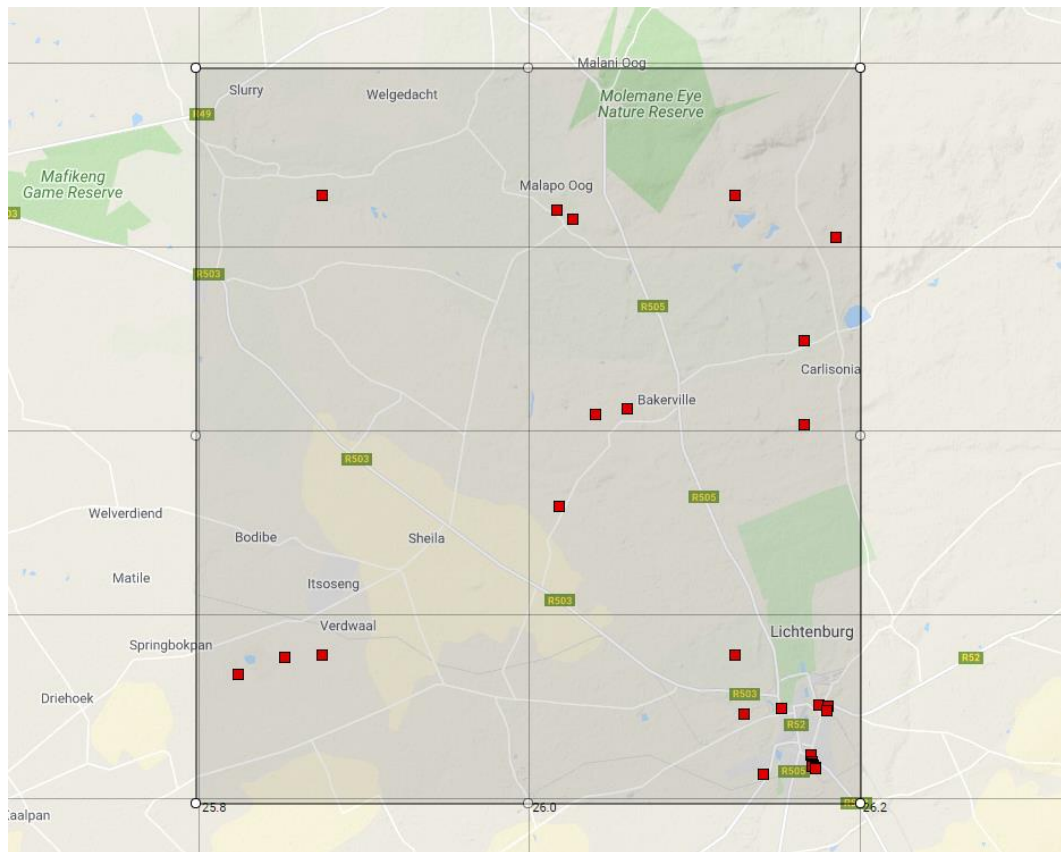 Malani Oog
Slurry
Welgedacht
Molemane Eye
Nature Reserve
R49
Mafikeng
Game Reserve
Malapo Oog
R503
R505
Carlisonia
Bakerville
R503
R505
Welverdiend
Bodibe
Sheila
Matile
Itsoseng
R503
Verdwaal
Lichtenburg
Springbokpan
R52
Driehoek
R503
R52
R505
25.8
26.0
26.2